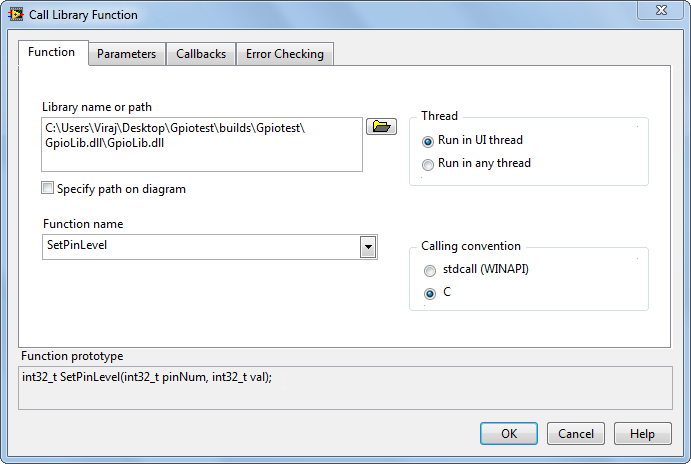 Call Library Function
Function
Parameters
Callbacks
Error Checking
Library name or path
C:\Users\Viraj\Desktop\Gpiotest\builds\Gpiotest\
GpioLib.dll\GpioLib.dll
Specify path on diagram
Function name
SetPinLevel
Thread
Run in UI thread
Run in any thread
Calling convention
stdcall (WINAPI)
C
Function prototype
int32_t SetPinLevel(int32_t pinNum, int32_t val);
OK
Cancel
Help